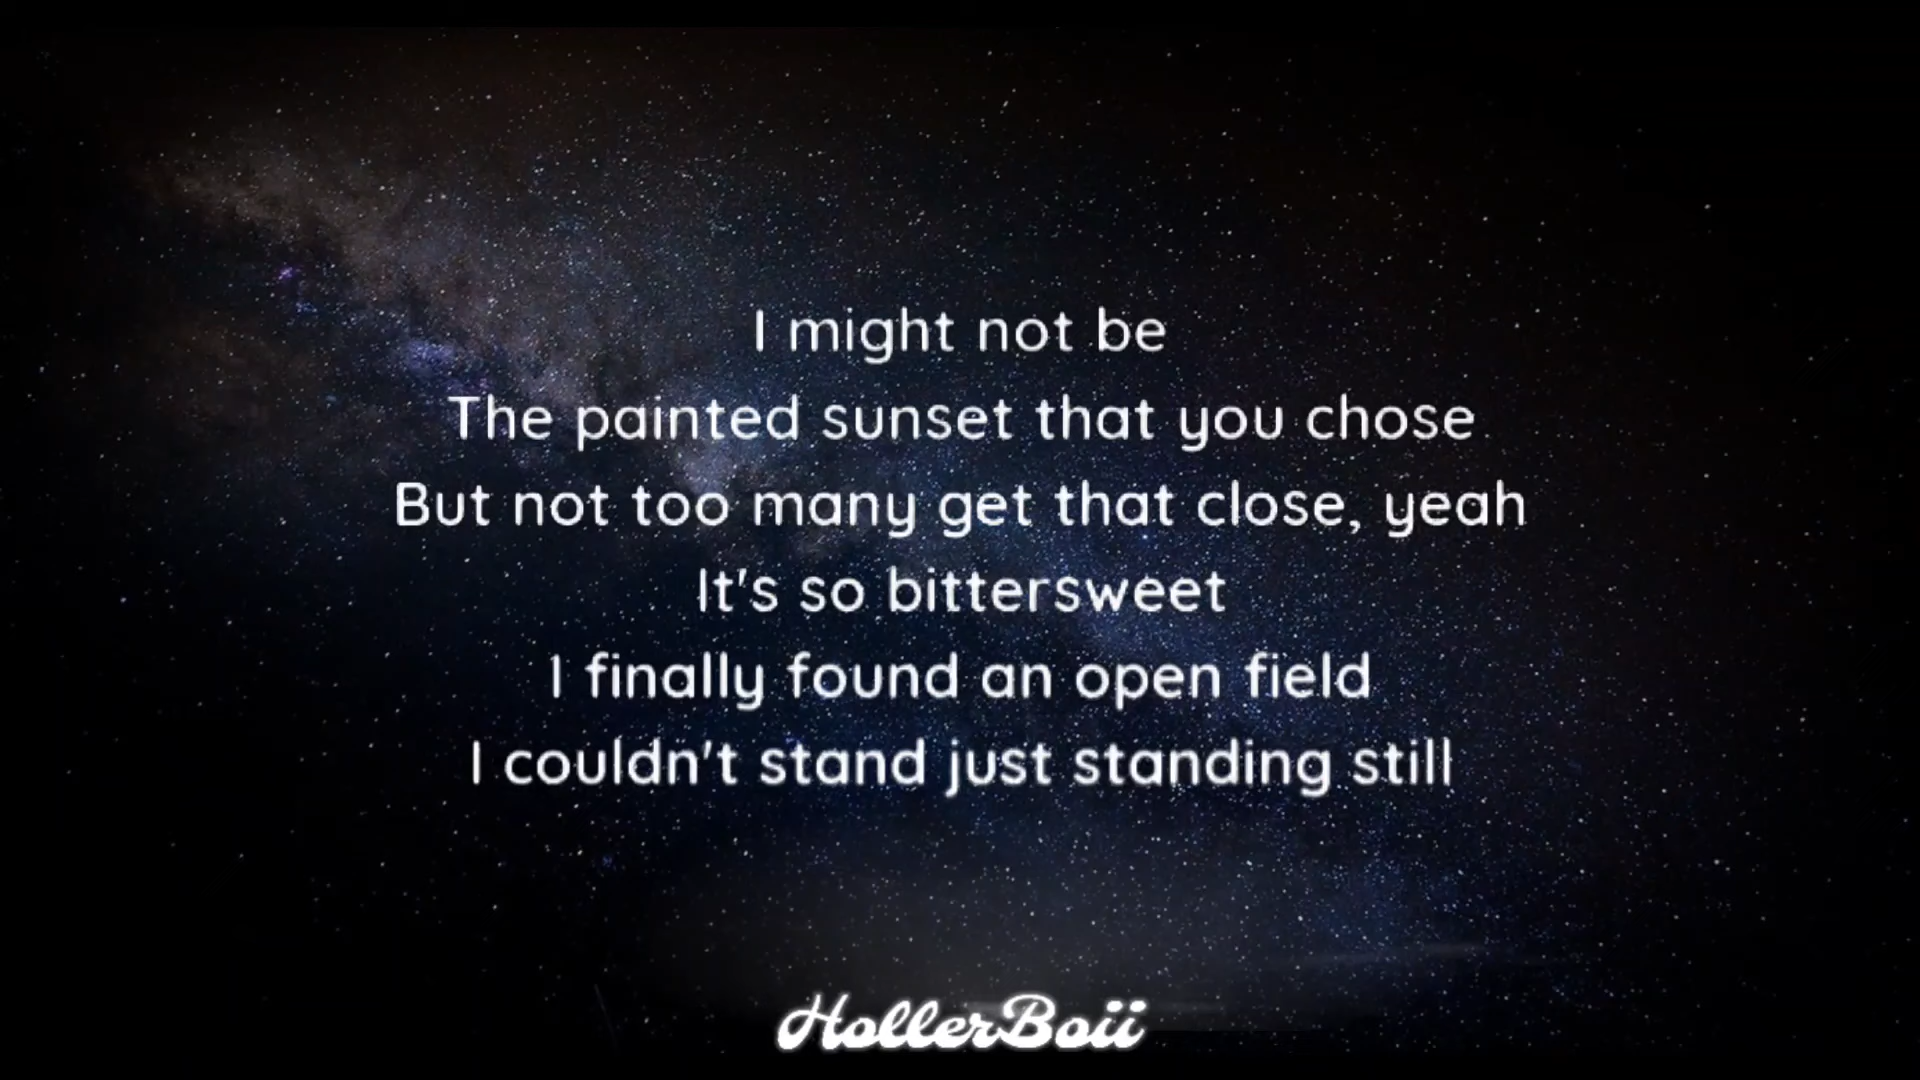 I might not be
The painted sunset that you chose
But not too many get that close, yeah
It's so bittersweet
I finally found an open field
I couldn't stand just standing still
HollerBoii